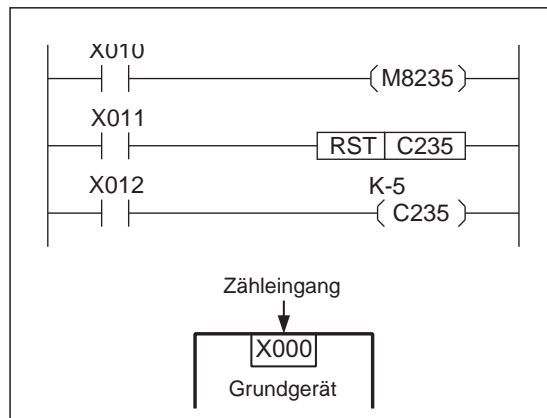 X010
(M8235)
X011
RST C235
X012 K-5
(C235)
Zähleingang
X000
Grundgerät